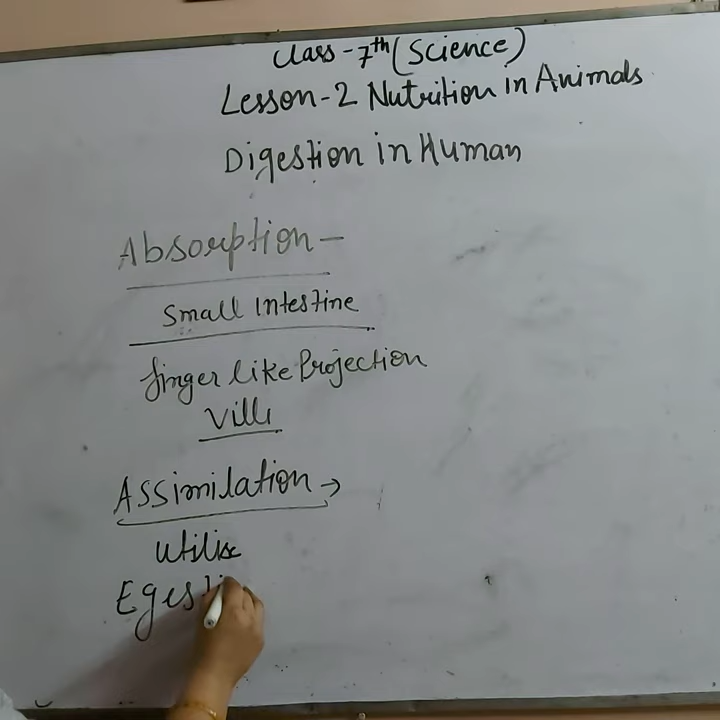 Class-7th (Science)
Lesson-2 Nutrition in Animals
Digestion in Human
Absorption -
Small Intestine
finger like Projection
Villi
Assimilation →
Utilise
Egesti